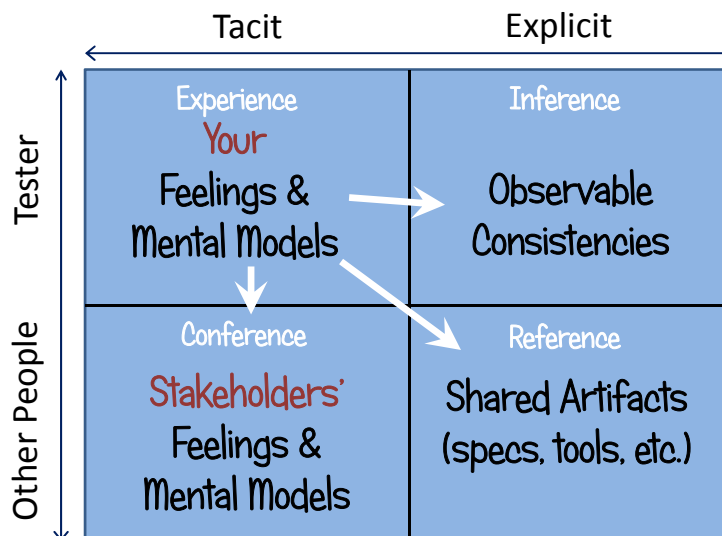 Tacit
Explicit
Tester
Experience
Your
Feelings &
Mental Models
Inference
Observable
Consistencies
Other People
Conference
Stakeholders’
Feelings &
Mental Models
Reference
Shared Artifacts
(specs, tools, etc.)